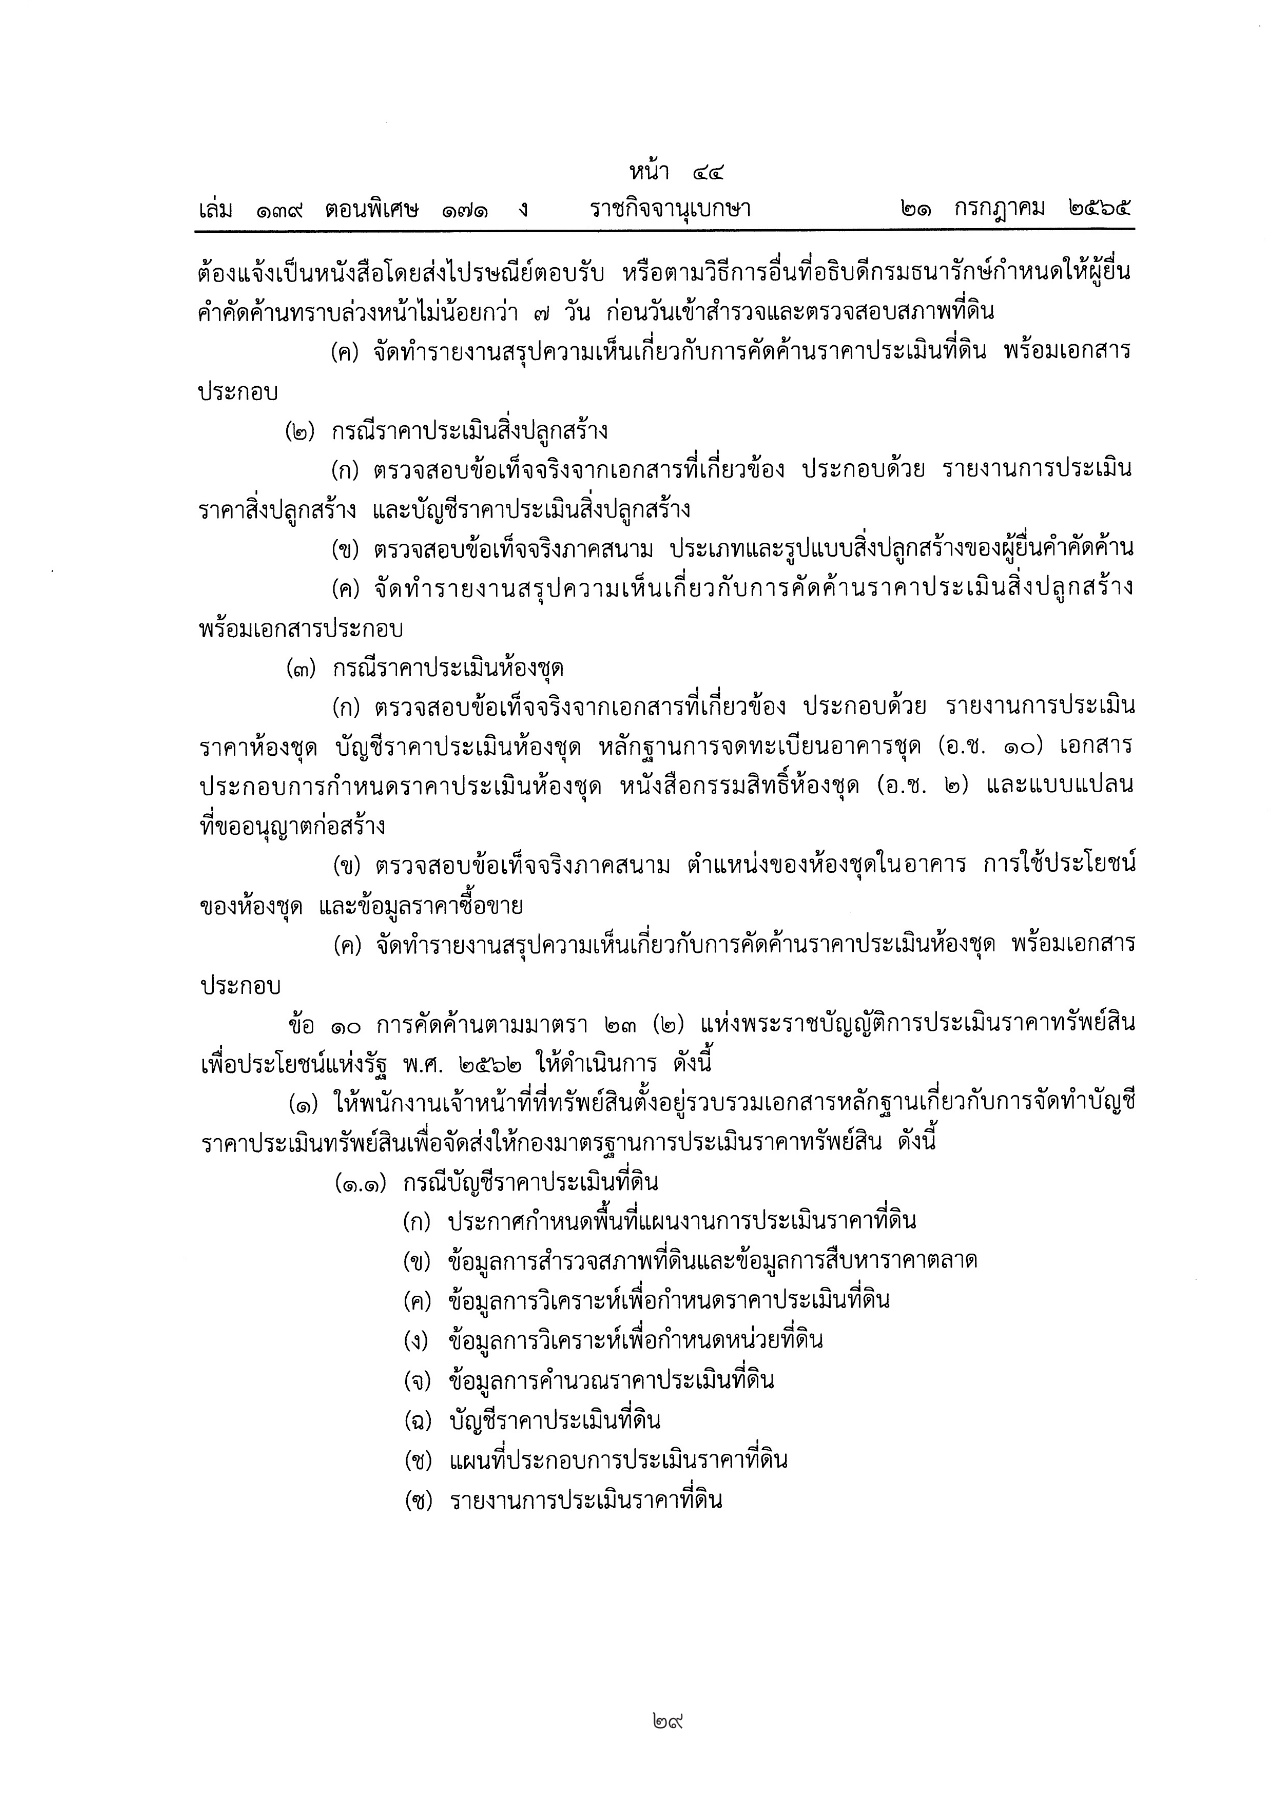 หน้า ๔๔
เล่ม ๑๓๙ ตอนพิเศษ ๑๗๑ ง ราชกิจจานุเบกษา ๒๑ กรกฎาคม ๒๕๖๕
ต้องแจ้งเป็นหนังสือโดยส่งไปรษณีย์ตอบรับ หรือตามวิธีการอื่นที่อธิบดีกรมธนารักษ์กำหนดให้ผู้ยื่น
คำคัดค้านทราบล่วงหน้าไม่น้อยกว่า ๗ วัน ก่อนวันเข้าสำรวจและตรวจสอบสภาพที่ดิน
(ค) จัดทำรายงานสรุปความเห็นเกี่ยวกับการคัดค้านราคาประเมินที่ดิน พร้อมเอกสาร
ประกอบ
(๒) กรณีราคาประเมินสิ่งปลูกสร้าง
(ก) ตรวจสอบข้อเท็จจริงจากเอกสารที่เกี่ยวข้อง ประกอบด้วย รายงานการประเมิน
ราคาสิ่งปลูกสร้าง และบัญชีราคาประเมินสิ่งปลูกสร้าง
(ข) ตรวจสอบข้อเท็จจริงภาคสนาม ประเภทและรูปแบบสิ่งปลูกสร้างของผู้ยื่นคำคัดค้าน
(ค) จัดทำรายงานสรุปความเห็นเกี่ยวกับการคัดค้านราคาประเมินสิ่งปลูกสร้าง
พร้อมเอกสารประกอบ
(๓) กรณีราคาประเมินห้องชุด
(ก) ตรวจสอบข้อเท็จจริงจากเอกสารที่เกี่ยวข้อง ประกอบด้วย รายงานการประเมิน
ราคาห้องชุด บัญชีราคาประเมินห้องชุด หลักฐานการจดทะเบียนอาคารชุด (อ.ช. ๑๐) เอกสาร
ประกอบการกำหนดราคาประเมินห้องชุด หนังสือกรรมสิทธิ์ห้องชุด (อ.ช. ๒) และแบบแปลน
ที่ขออนุญาตก่อสร้าง
(ข) ตรวจสอบข้อเท็จจริงภาคสนาม ตำแหน่งของห้องชุดในอาคาร การใช้ประโยชน์
ของห้องชุด และข้อมูลราคาซื้อขาย
(ค) จัดทำรายงานสรุปความเห็นเกี่ยวกับการคัดค้านราคาประเมินห้องชุด พร้อมเอกสาร
ประกอบ
ข้อ ๑๐ การคัดค้านตามมาตรา ๒๓ (๒) แห่งพระราชบัญญัติการประเมินราคาทรัพย์สิน
เพื่อประโยชน์แห่งรัฐ พ.ศ. ๒๕๖๒ ให้ดำเนินการ ดังนี้
(๑) ให้พนักงานเจ้าหน้าที่ที่ทรัพย์สินตั้งอยู่รวบรวมเอกสารหลักฐานเกี่ยวกับการจัดทำบัญชี
ราคาประเมินทรัพย์สินเพื่อจัดส่งให้กองมาตรฐานการประเมินราคาทรัพย์สิน ดังนี้
(๑.๑) กรณีบัญชีราคาประเมินที่ดิน
(ก) ประกาศกำหนดพื้นที่แผนงานการประเมินราคาที่ดิน
(ข) ข้อมูลการสำรวจสภาพที่ดินและข้อมูลการสืบหาราคาตลาด
(ค) ข้อมูลการวิเคราะห์เพื่อกำหนดราคาประเมินที่ดิน
(ง) ข้อมูลการวิเคราะห์เพื่อกำหนดหน่วยที่ดิน
(จ) ข้อมูลการคำนวณราคาประเมินที่ดิน
(ฉ) บัญชีราคาประเมินที่ดิน
(ช) แผนที่ประกอบการประเมินราคาที่ดิน
(ซ) รายงานการประเมินราคาที่ดิน
๒๙